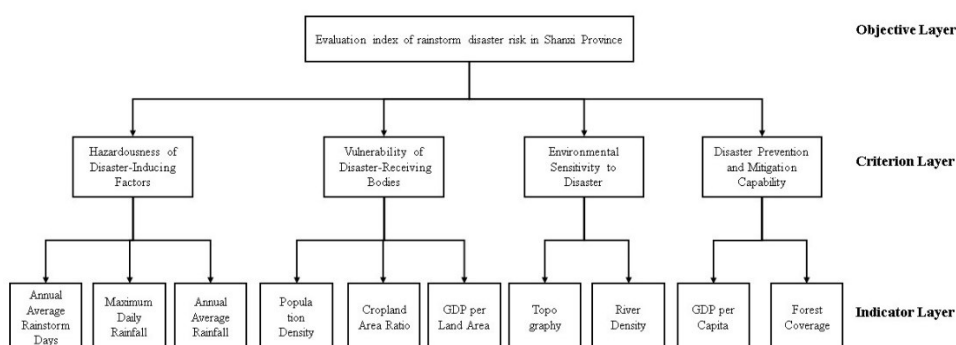 Evaluation index of rainstorm disaster risk in Shanxi Province
Objective Layer
Hazardousness of
Disaster-Inducing
Factors
Vulnerability of
Disaster-Receiving
Bodies
Environmental
Sensitivity to
Disaster
Disaster Prevention
and Mitigation
Capability
Criterion Layer
Annual
Average
Rainstorm
Days
Maximum
Daily
Rainfall
Annual
Average
Rainfall
Popula
tion
Density
Cropland
Area Ratio
GDP per
Land Area
Topo
graphy
River
Density
GDP per
Capita
Forest
Coverage
Indicator Layer